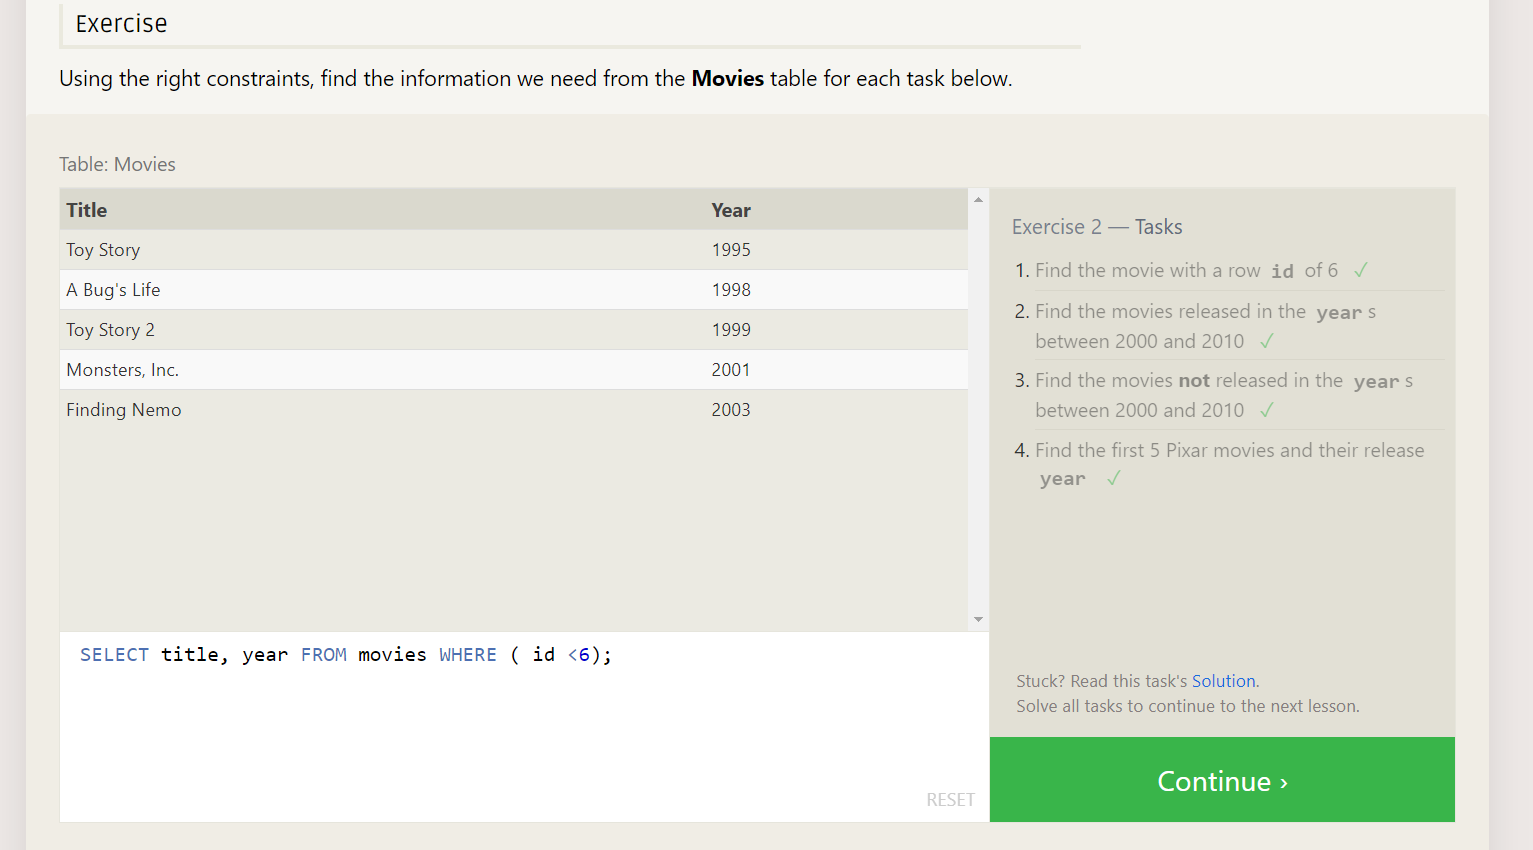 Exercise
Using the right constraints, find the information we need from the Movies table for each task below.
Table: Movies
Title Year
Toy Story 1995
A Bug's Life 1998
Toy Story 2 1999
Monsters, Inc. 2001
Finding Nemo 2003
SELECT title, year FROM movies WHERE ( id <6);
RESET
Exercise 2 — Tasks
1. Find the movie with a row id of 6 ✓
2. Find the movies released in the year s
between 2000 and 2010 ✓
3. Find the movies not released in the year s
between 2000 and 2010 ✓
4. Find the first 5 Pixar movies and their release
year ✓
Stuck? Read this task's Solution.
Solve all tasks to continue to the next lesson.
Continue ›